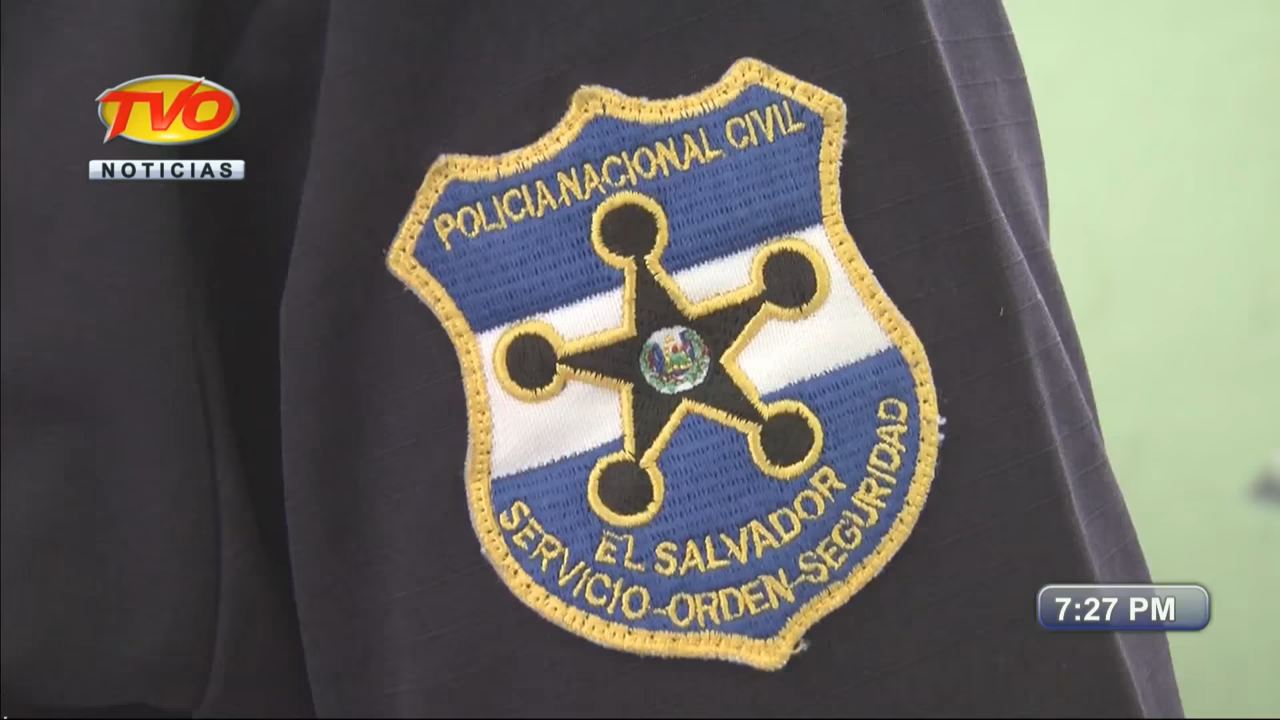 TVO
NOTICIAS
POLICIA NACIONAL CIVIL
EL SALVADOR
SERVICIO-ORDEN-SEGURIDAD
7:27 PM